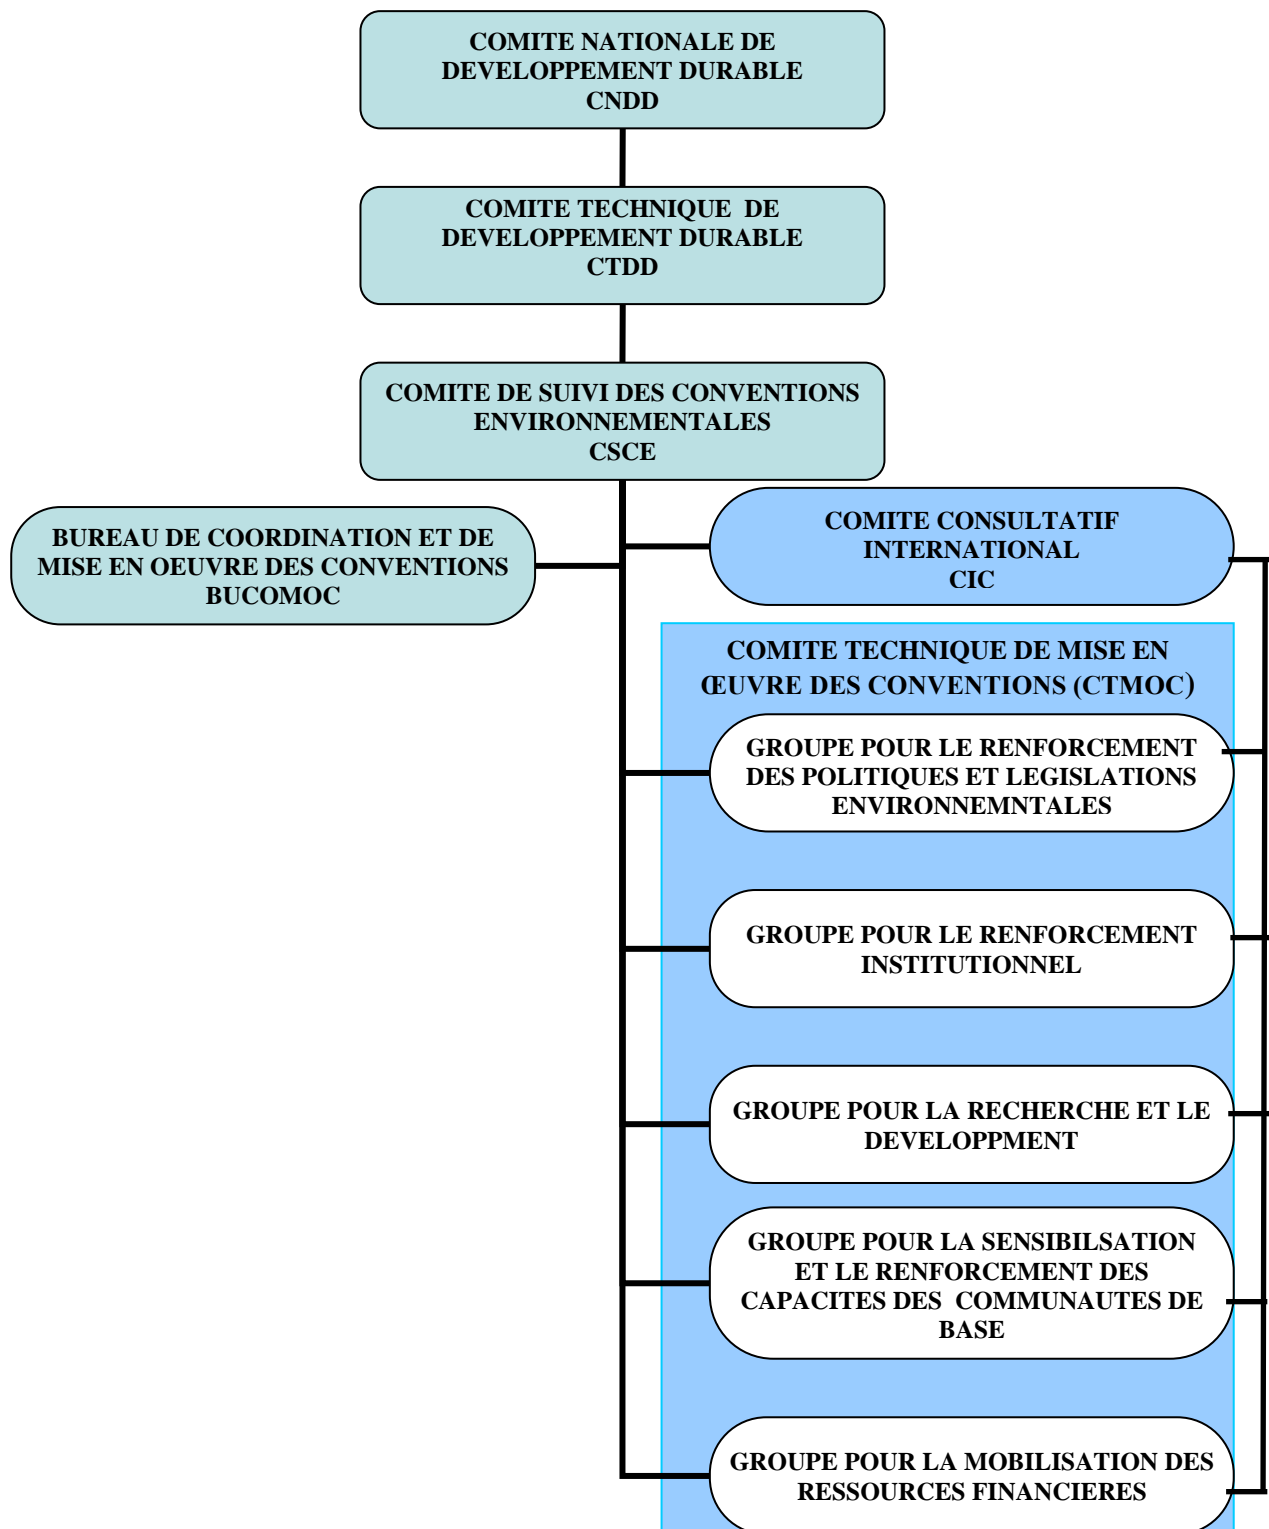 COMITE NATIONALE DE
DEVELOPPEMENT DURABLE
CNDD
COMITE TECHNIQUE DE
DEVELOPPEMENT DURABLE
CTDD
COMITE DE SUIVI DES CONVENTIONS
ENVIRONNEMENTALES
CSCE
BUREAU DE COORDINATION ET DE
MISE EN OEUVRE DES CONVENTIONS
BUCOMOC
COMITE CONSULTATIF
INTERNATIONAL
CIC
COMITE TECHNIQUE DE MISE EN
ŒUVRE DES CONVENTIONS (CTMOC)
GROUPE POUR LE RENFORCEMENT
DES POLITIQUES ET LEGISLATIONS
ENVIRONNEMNTALES
GROUPE POUR LE RENFORCEMENT
INSTITUTIONNEL
GROUPE POUR LA RECHERCHE ET LE
DEVELOPPMENT
GROUPE POUR LA SENSIBILSATION
ET LE RENFORCEMENT DES
CAPACITES DES COMMUNAUTES DE
BASE
GROUPE POUR LA MOBILISATION DES
RESSOURCES FINANCIERES